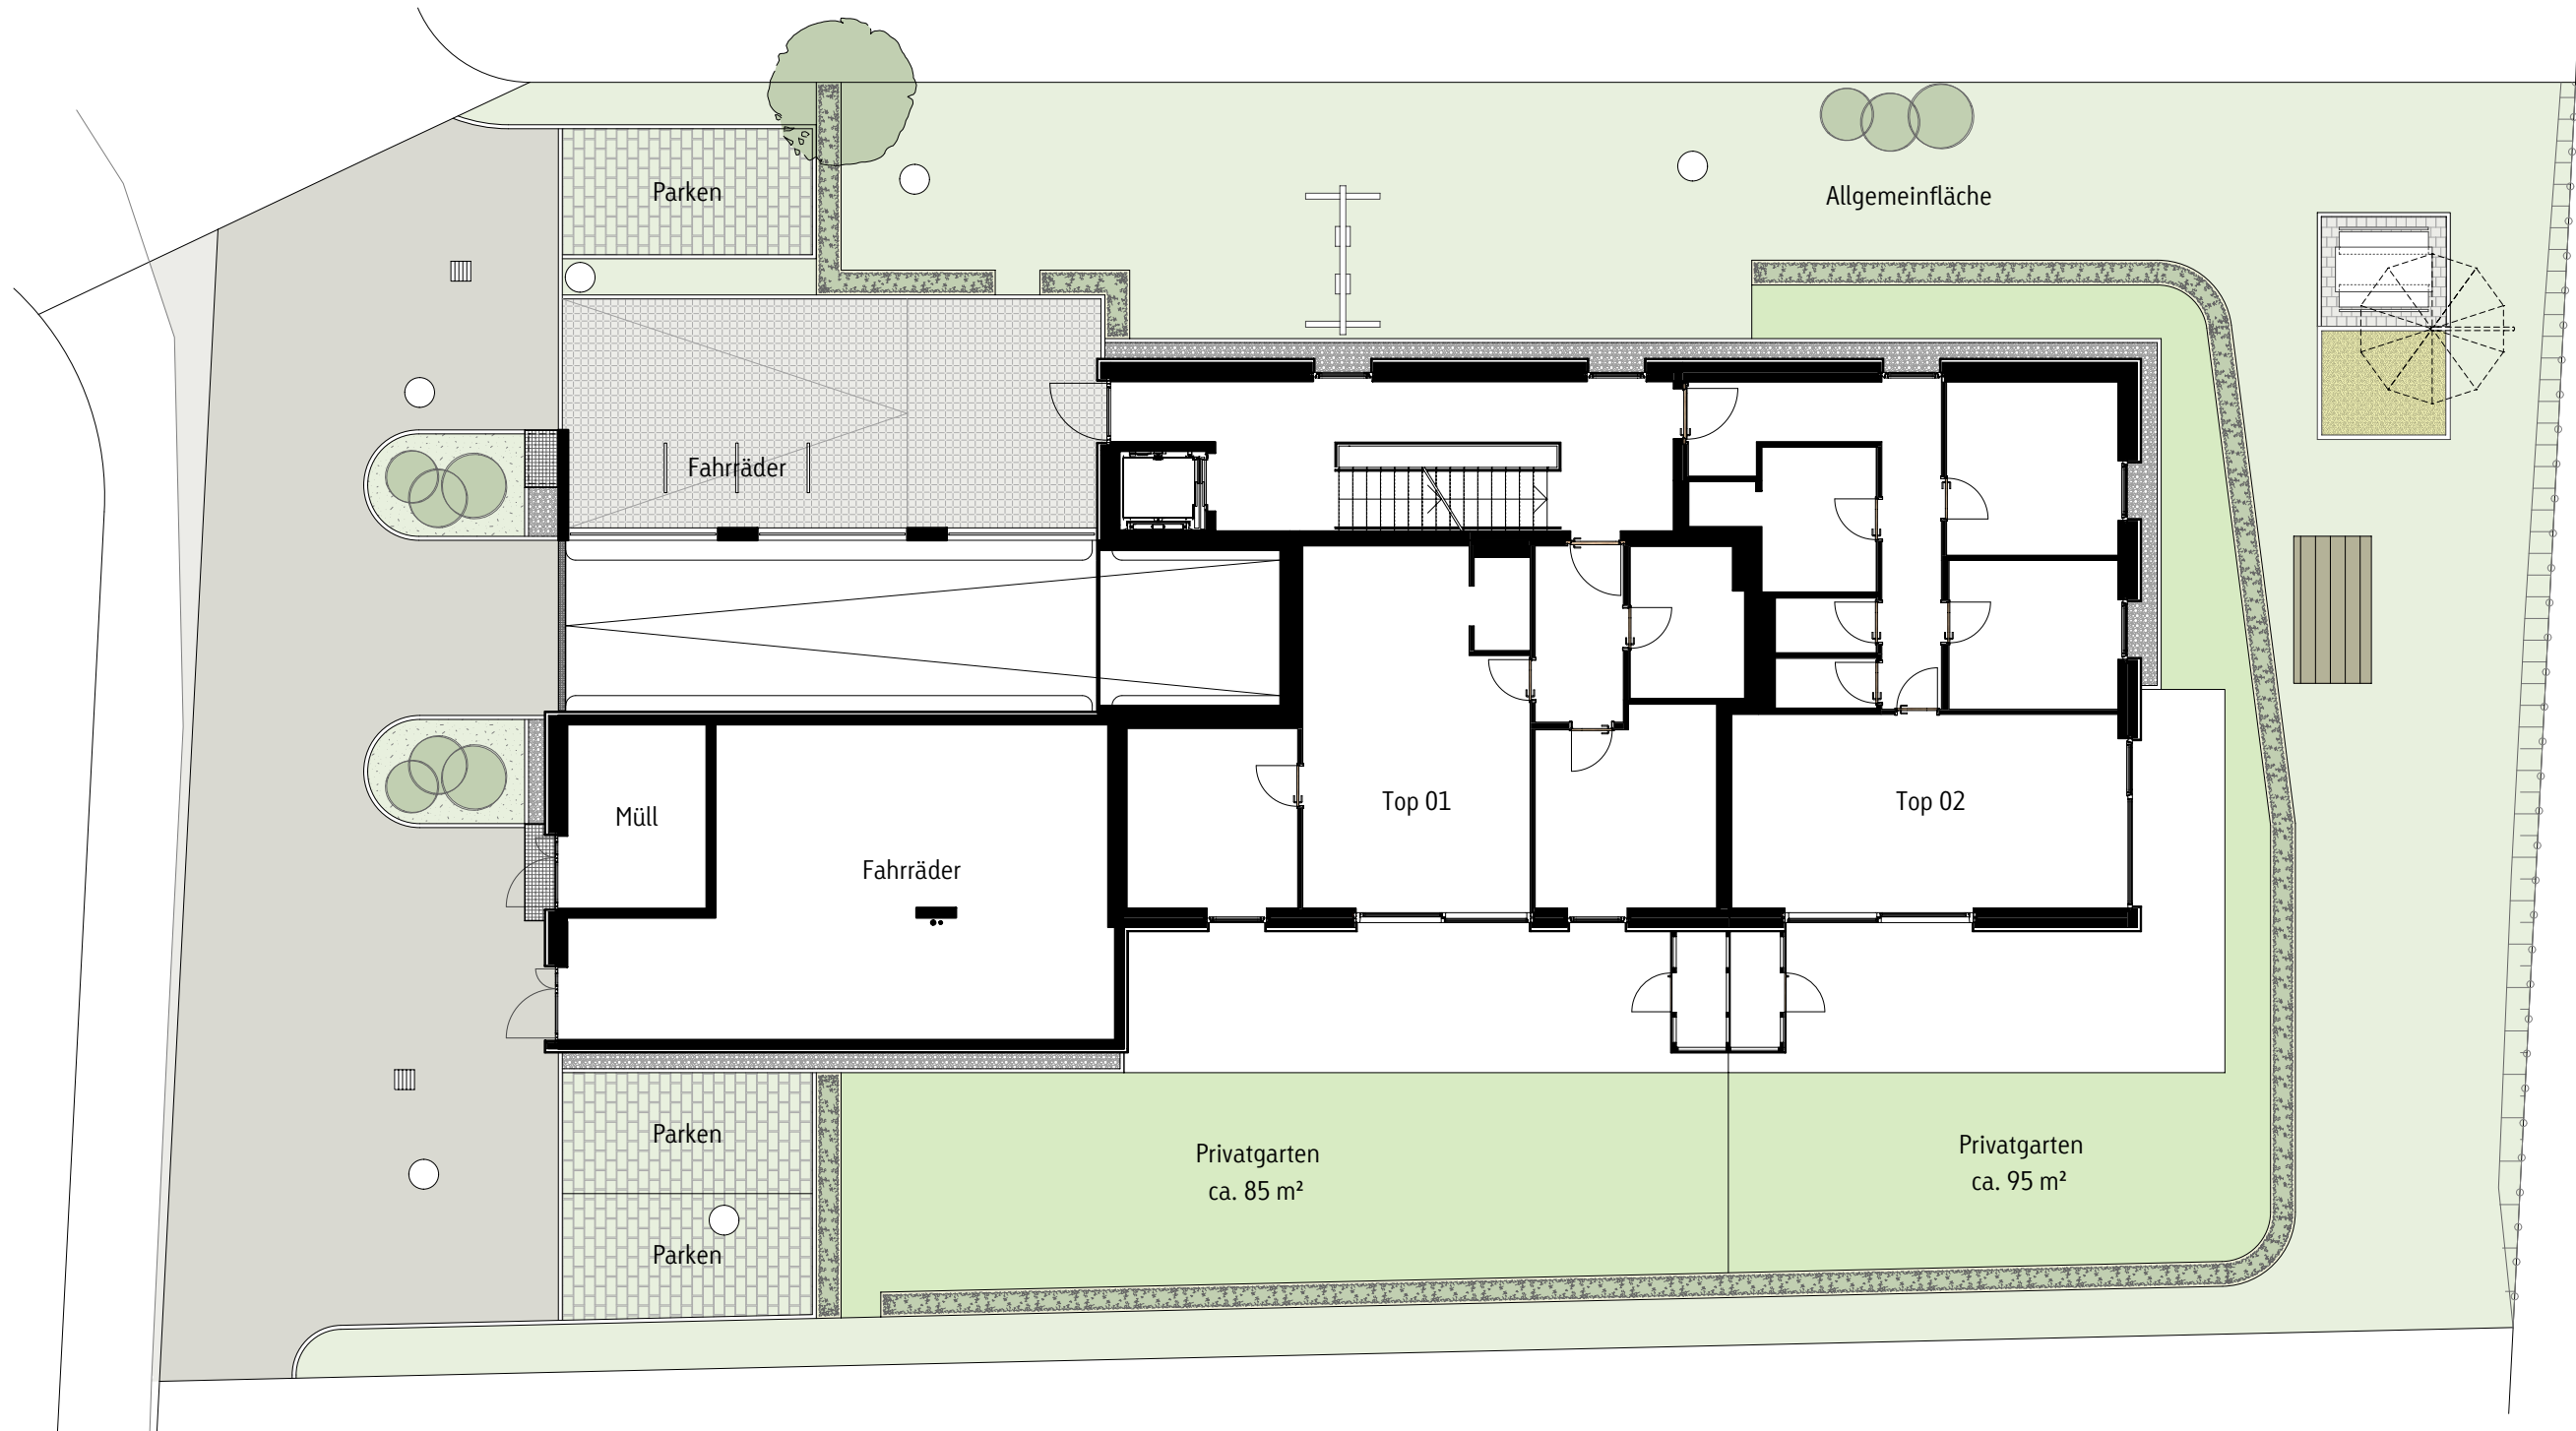 Parken
Allgemeinfläche
Fahrräder
Top 01
Top 02
Müll
Fahrräder
Parken
Privatgarten
ca. 85 m²
Privatgarten
ca. 95 m²
Parken